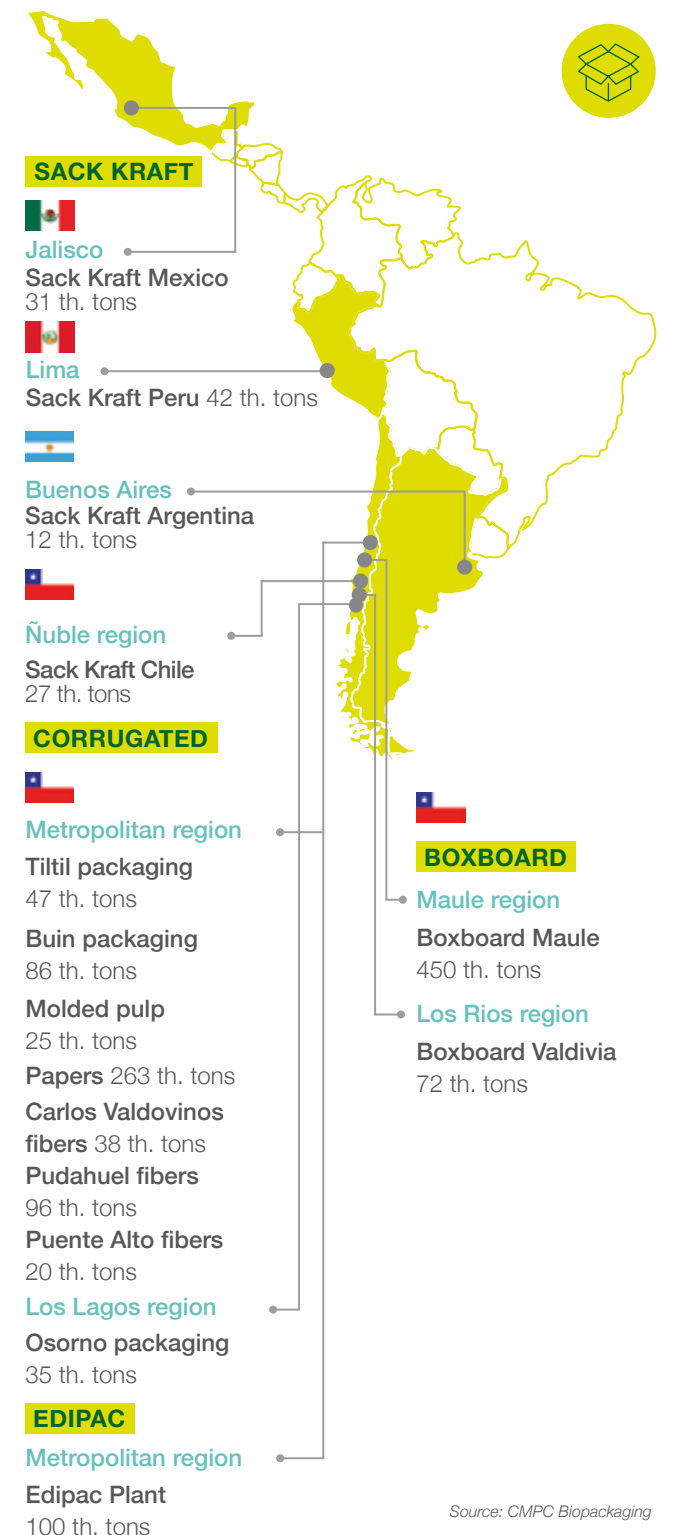 SACK KRAFT
Jalisco
Sack Kraft Mexico
31 th. tons
Lima
Sack Kraft Peru 42 th. tons
Buenos Aires
Sack Kraft Argentina
12 th. tons
Ñuble region
Sack Kraft Chile
27 th. tons
CORRUGATED
Metropolitan region
Tiltil packaging
47 th. tons
Buin packaging
86 th. tons
Molded pulp
25 th. tons
Papers 263 th. tons
Carlos Valdovinos
fibers 38 th. tons
Pudahuel fibers
96 th. tons
Puente Alto fibers
20 th. tons
Los Lagos region
Osorno packaging
35 th. tons
EDIPAC
Metropolitan region
Edipac Plant
100 th. tons
BOXBOARD
Maule region
Boxboard Maule
450 th. tons
Los Rios region
Boxboard Valdivia
72 th. tons
Source: CMPC Biopackaging